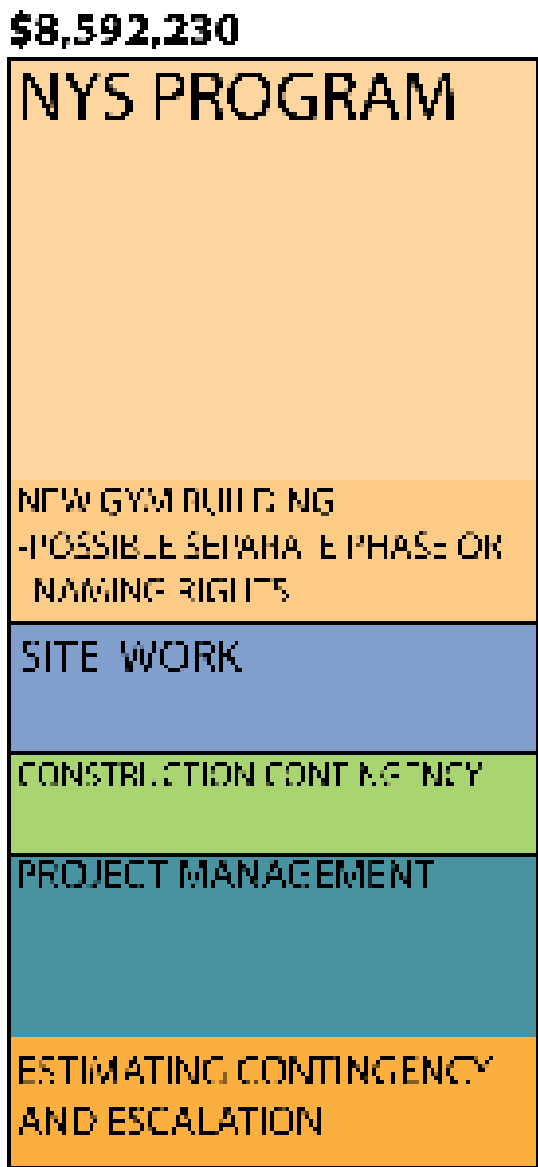 $8,592,230
NYS PROGRAM
NEW GYM BUILDING
-POSSIBLE SEPARATE PHASE OR
NAMING RIGHTS
SITE WORK
CONSTRUCTION CONTINGENCY
PROJECT MANAGEMENT
ESTIMATING CONTINGENCY
AND ESCALATION